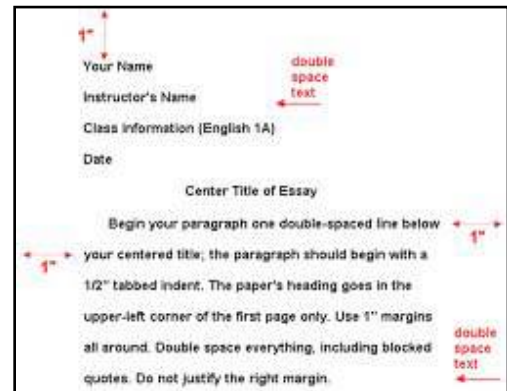 1"
Your Name
double
space
text
Instructor's Name
Class information (English 1A)
Date
Center Title of Essay
Begin your paragraph one double-spaced line below
1"
your centered title; the paragraph should begin with a
1"
1/2" tabbed indent. The paper's heading goes in the
upper-left corner of the first page only. Use 1" margins
all around. Double space everything, including blocked
double
space
text
quotes. Do not justify the right margin.